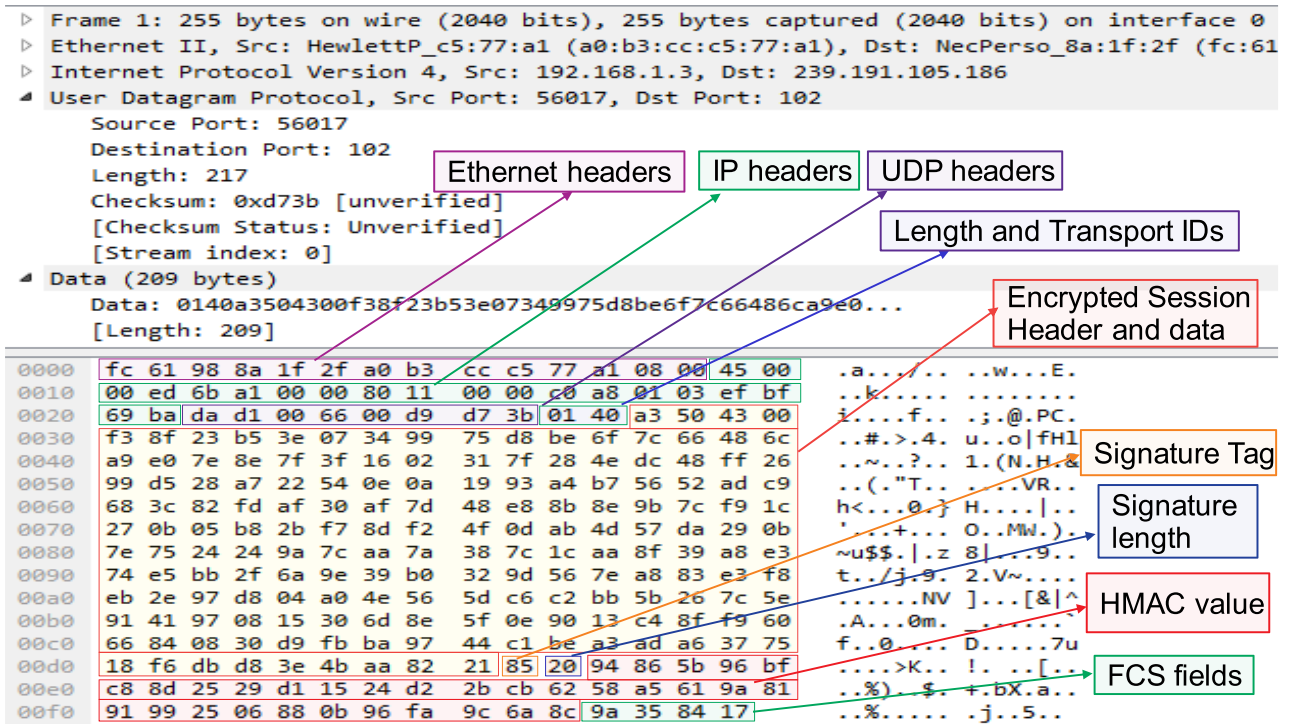 Frame 1: 255 bytes on wire (2040 bits), 255 bytes captured (2040 bits) on interface 0
Ethernet II, Src: HewlettP_c5:77:a1 (a0:b3:cc:c5:77:a1), Dst: NecPerso_8a:1f:2f (fc:61
Internet Protocol Version 4, Src: 192.168.1.3, Dst: 239.191.105.186
User Datagram Protocol, Src Port: 56017, Dst Port: 102
Source Port: 56017
Destination Port: 102
Length: 217
Checksum: 0xd73b [unverified]
[Checksum Status: Unverified]
[Stream index: 0]
Data (209 bytes)
Data: 0140a3504300f38f23b53e07349975d8be6f7c66486ca9e0...
[Length: 209]
Ethernet headers
IP headers
UDP headers
Length and Transport IDs
Encrypted Session
Header and data
Signature Tag
Signature
length
HMAC value
FCS fields
0000 fc 61 98 8a 1f 2f a0 b3 cc c5 77 a1 08 00 45 00 .a.../.. ..w...E.
0010 00 ed 6b a1 00 00 80 11 00 00 c0 a8 01 03 ef bf ..k..... ........
0020 69 ba da d1 00 66 00 d9 d7 3b 01 40 a3 50 43 00 i....f.. .;.@.PC.
0030 f3 8f 23 b5 3e 07 34 99 75 d8 be 6f 7c 66 48 6c ..#.>.4. u..o|fHl
0040 a9 e0 7e 8e 7f 3f 16 02 31 7f 28 4e dc 48 ff 26 ..~..?.. 1.(N.H.&
0050 99 d5 28 a7 22 54 0e 0a 19 93 a4 b7 56 52 ad c9 ..(."T.. ....VR..
0060 68 3c 82 fd af 30 af 7d 48 e8 8b 8e 9b 7c f9 1c h<...0.} H....|..
0070 27 0b 05 b8 2b f7 8d f2 4f 0d ab 4d 57 da 29 0b '...+... O..MW.).
0080 7e 75 24 24 9a 7c aa 7a 38 7c 1c aa 8f 39 a8 e3 ~u$$.|.z 8|...9..
0090 74 e5 bb 2f 6a 9e 39 b0 32 9d 56 7e a8 83 e3 f8 t../j.9. 2.V~....
00a0 eb 2e 97 d8 04 a0 4e 56 5d c6 c2 bb 5b 26 7c 5e ......NV ]...[&|^
00b0 91 41 97 08 15 30 6d 8e 5f 0e 90 13 c4 8f f9 60 .A...0m. _......`
00c0 66 84 08 30 d9 fb ba 97 44 c1 be a3 ad a6 37 75 f..0.... D.....7u
00d0 18 f6 db d8 3e 4b aa 82 21 85 20 94 86 5b 96 bf ....>K.. !. ..[..
00e0 c8 8d 25 29 d1 15 24 d2 2b cb 62 58 a5 61 9a 81 ..%)..$. +.bX.a..
00f0 91 99 25 06 88 0b 96 fa 9c 6a 8c 9a 35 84 17 ..%..... .j..5..